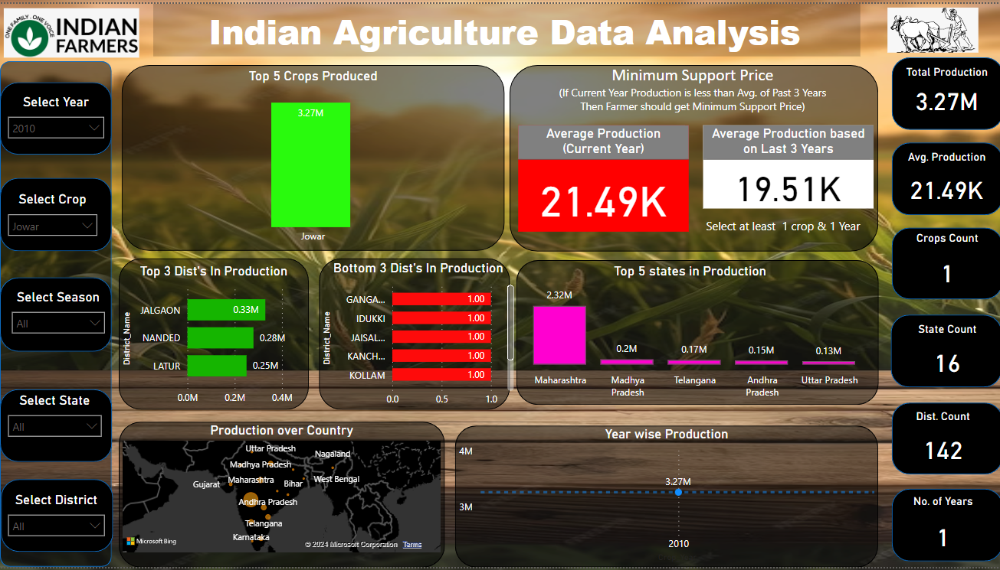 ONE FAMILY . ONE VOICE
INDIAN
FARMERS
Indian Agriculture Data Analysis
Select Year
2010
Select Crop
Jowar
Select Season
All
Select State
All
Select District
All
Top 5 Crops Produced
3.27M
Jowar
Minimum Support Price
(If Current Year Production is less than Avg. of Past 3 Years
Then Farmer should get Minimum Support Price)
Average Production
(Current Year)
21.49K
Average Production based
on Last 3 Years
19.51K
Select at least 1 crop & 1 Year
Total Production
3.27M
Avg. Production
21.49K
Crops Count
1
State Count
16
Dist. Count
142
No. of Years
1
Top 3 Dist's In Production
District_Name
JALGAON
0.33M
NANDED
0.28M
LATUR
0.25M
0.0M 0.2M 0.4M
Bottom 3 Dist's In Production
District_Name
GANGA...
1.00
IDUKKI
1.00
JAISAL...
1.00
KANCH...
1.00
KOLLAM
1.00
0.0 0.5 1.0
Top 5 states in Production
2.32M
0.2M
0.17M
0.15M
0.13M
Maharashtra
Madhya
Pradesh
Telangana
Andhra
Pradesh
Uttar Pradesh
Production over Country
Uttar Pradesh
Nagaland
Madhya Pradesh
Maharashtra
West Bengal
Gujarat
Bihar
Andhra Pradesh
Telangana
Karnataka
Microsoft Bing
© 2024 Microsoft Corporation Terms
Year wise Production
4M
3.27M
3M
2010